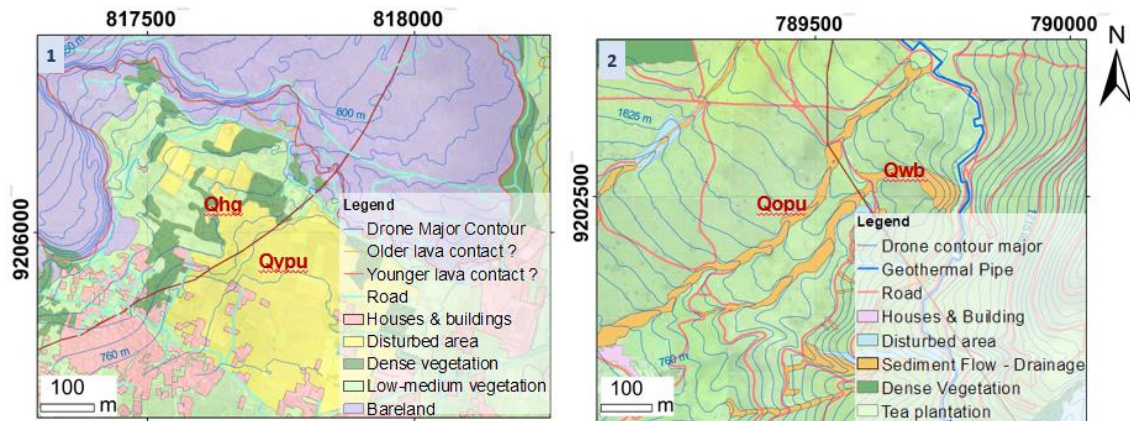 817500
818000
789500
790000
N
1
2
9206000
9202500
800 m
1625 m
Qhg
Qvpu
Qopu
Qwb
760 m
760 m
Legend
Drone Major Contour
Older lava contact ?
Younger lava contact ?
Road
Houses & buildings
Disturbed area
Dense vegetation
Low-medium vegetation
Bareland
100
m
Legend
Drone contour major
Geothermal Pipe
Road
Houses & Building
Disturbed area
Sediment Flow - Drainage
Dense Vegetation
Tea plantation
100
m